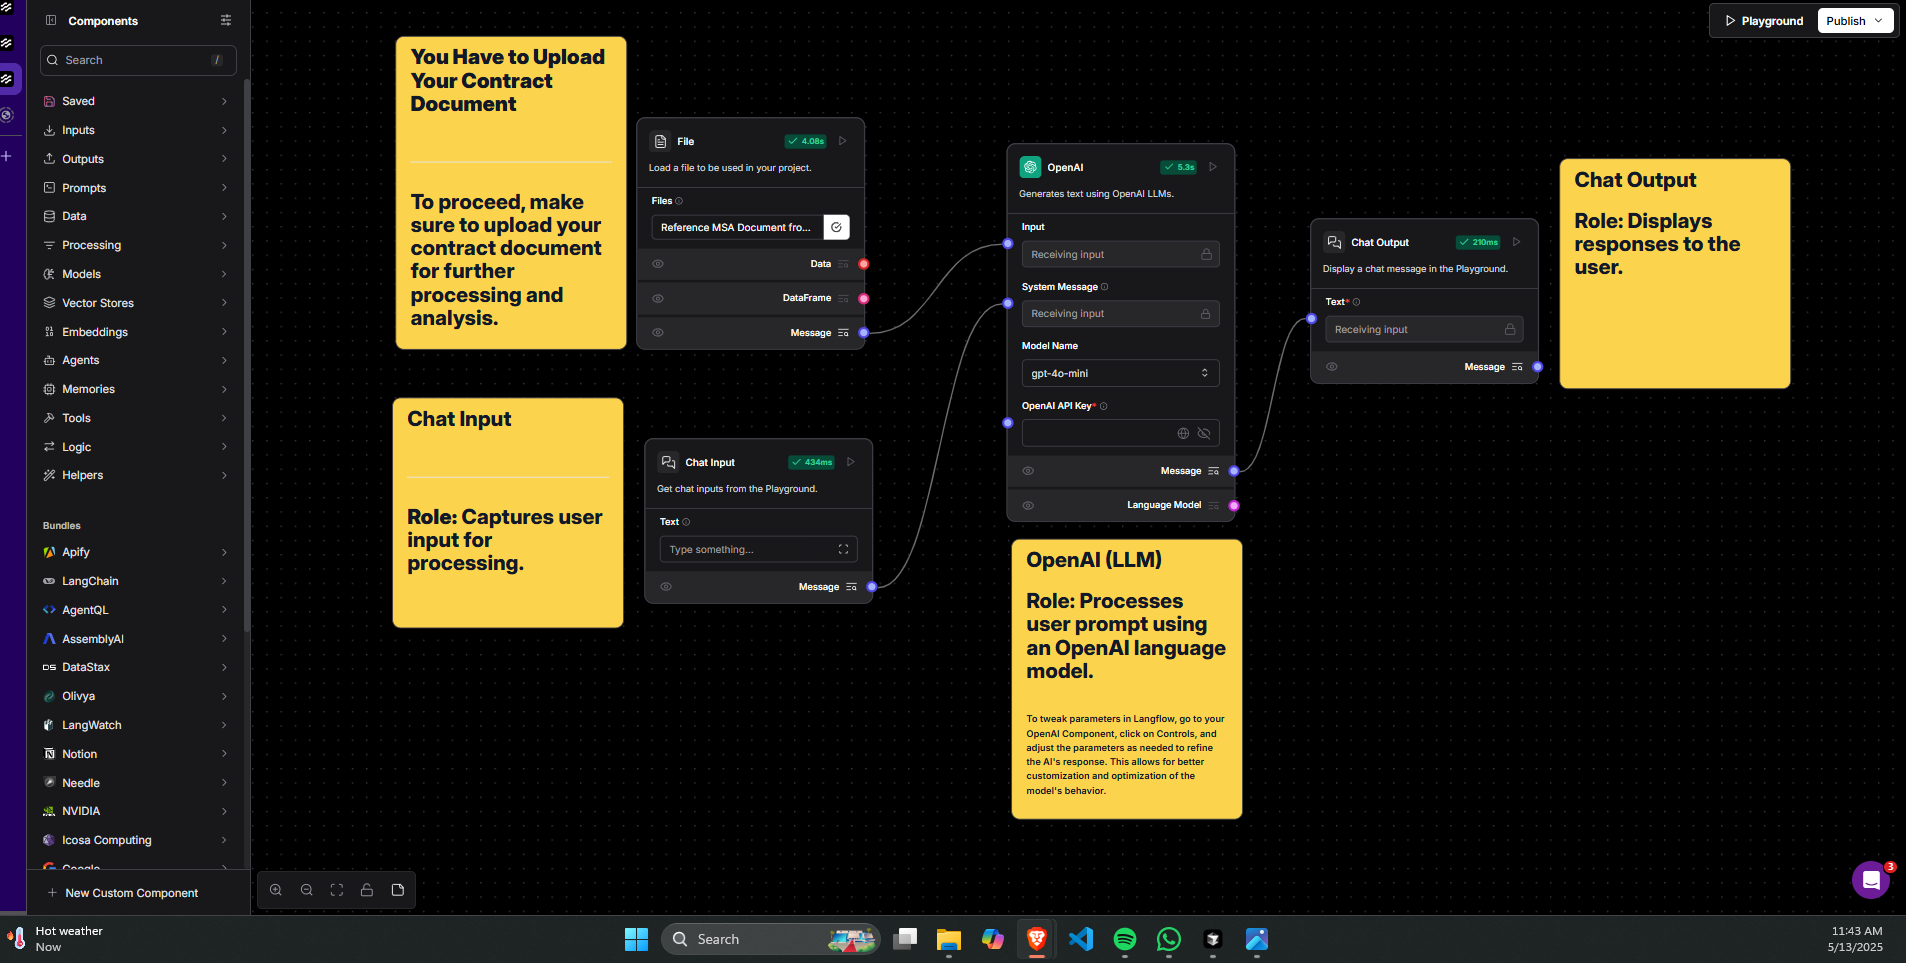 Components
Search
/
Saved
Inputs
Outputs
Prompts
Data
Processing
Models
Vector Stores
Embeddings
Agents
Memories
Tools
Logic
Helpers
Bundles
Apify
LangChain
AgentQL
AssemblyAI
DS DataStax
Olivya
LangWatch
Notion
Needle
NVIDIA
Icosa Computing
Google
New Custom Component
Playground
Publish
You Have to Upload
Your Contract
Document
To proceed, make
sure to upload your
contract document
for further
processing and
analysis.
File
4.08s
Load a file to be used in your project.
Files
Reference MSA Document fro...
Data
DataFrame
Message
Chat Input
Role: Captures user
input for
processing.
Chat Input
434ms
Get chat inputs from the Playground.
Text
Type something...
Message
OpenAI
5.3s
Generates text using OpenAI LLMs.
Input
Receiving input
System Message
Receiving input
Model Name
gpt-4o-mini
OpenAI API Key*
Message
Language Model
OpenAI (LLM)
Role: Processes
user prompt using
an OpenAI language
model.
To tweak parameters in Langflow, go to your
OpenAI Component, click on Controls, and
adjust the parameters as needed to refine
the AI's response. This allows for better
customization and optimization of the
model's behavior.
Chat Output
210ms
Display a chat message in the Playground.
Text*
Receiving input
Message
Chat Output
Role: Displays
responses to the
user.
3
Hot weather
Now
Search
11:43 AM
5/13/2025